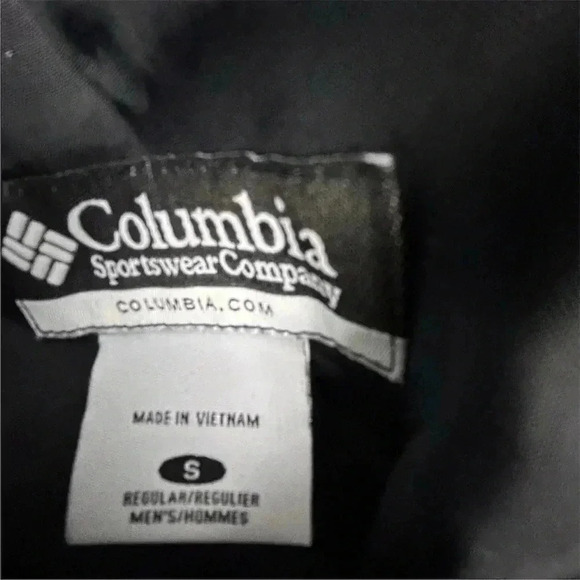 Columbia
Sportswear Company
COLUMBIA.COM
MADE IN VIETNAM
S
REGULAR/REGULIER
MEN'S/HOMMES